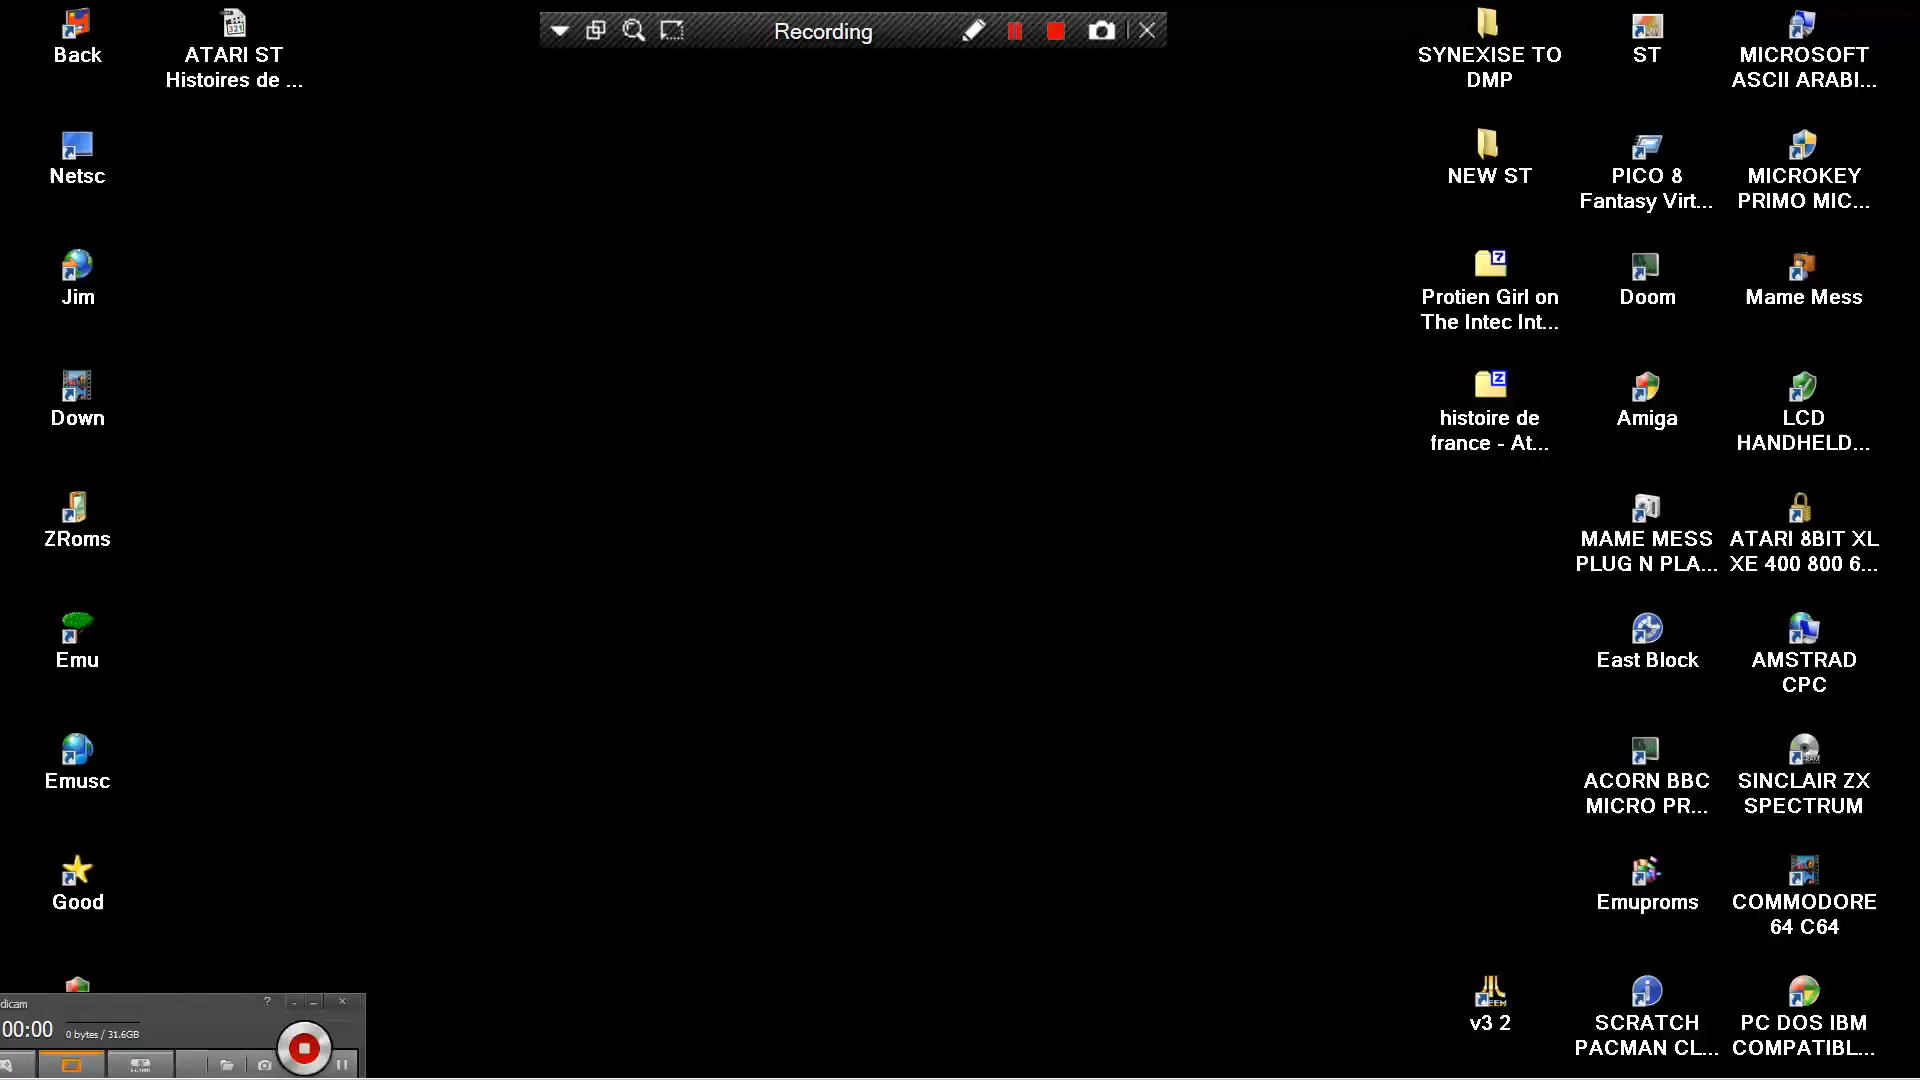 Recording
Back
ATARI ST
Histoires de ...
Netsc
Jim
Down
ZRoms
Emu
Emusc
Good
SYNEXISE TO
DMP
ST
MICROSOFT
ASCII ARABI...
NEW ST
PICO 8
Fantasy Virt...
MICROKEY
PRIMO MIC...
Protien Girl on
The Intec Int...
Doom
Mame Mess
histoire de
france - At...
Amiga
LCD
HANDHELD...
MAME MESS
PLUG N PLA...
ATARI 8BIT XL
XE 400 800 6...
East Block
AMSTRAD
CPC
ACORN BBC
MICRO PR...
SINCLAIR ZX
SPECTRUM
Emuproms
COMMODORE
64 C64
v3 2
SCRATCH
PACMAN CL...
PC DOS IBM
COMPATIBL...
dicam
00:00
0 bytes / 31.6GB